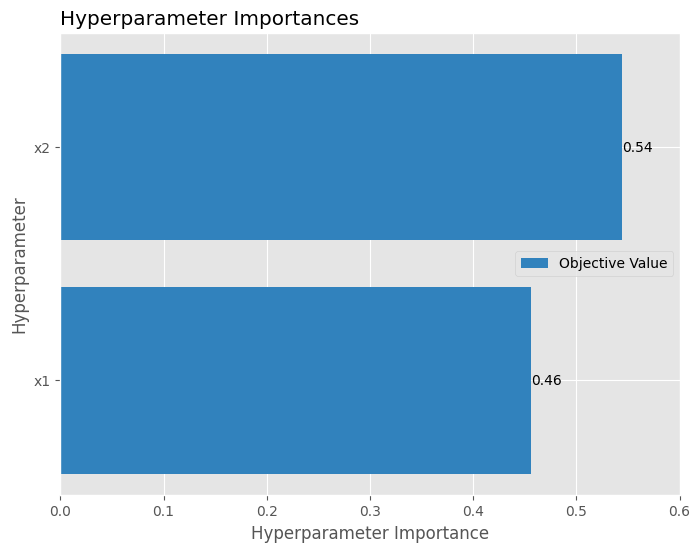 Hyperparameter Importances
Hyperparameter
x2
0.54
Objective Value
x1
0.46
0.0 0.1 0.2 0.3 0.4 0.5 0.6
Hyperparameter Importance